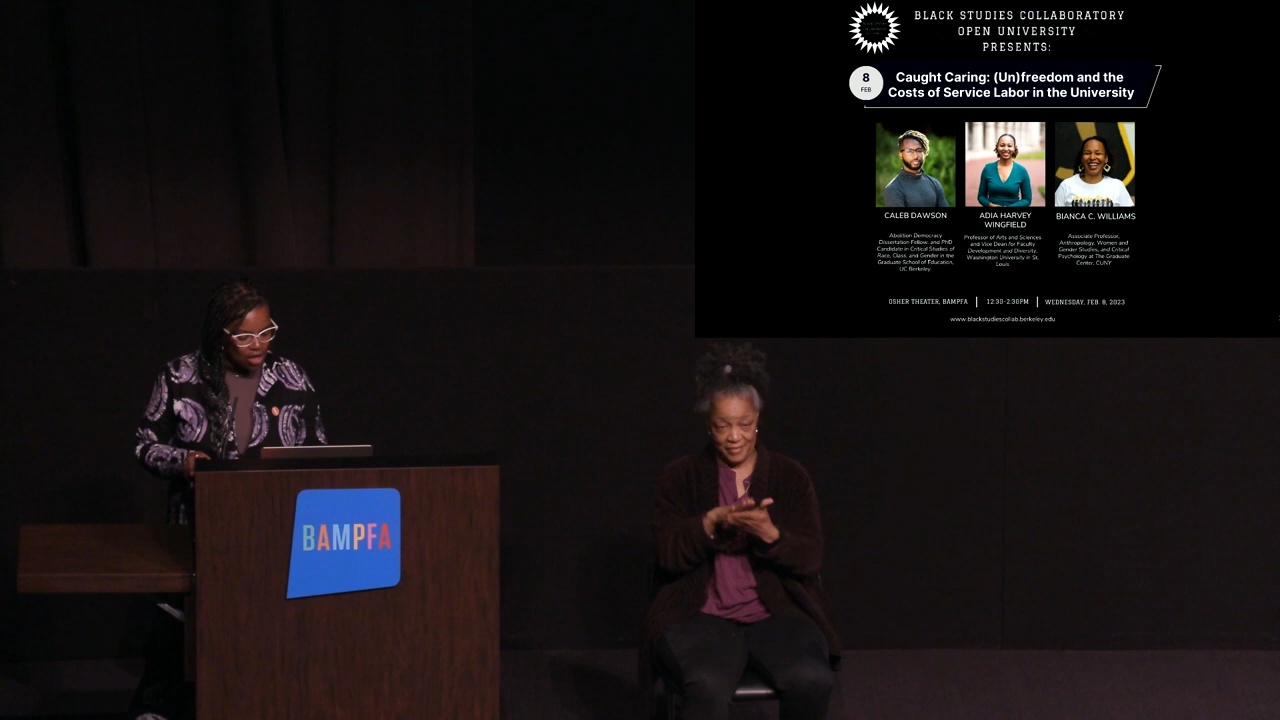 BLACK STUDIES COLLABORATORY
OPEN UNIVERSITY
PRESENTS:
8
FEB
Caught Caring: (Un)freedom and the
Costs of Service Labor in the University
CALEB DAWSON
Abolition Democracy
Dissertation Fellow, and PhD
Candidate in Critical Studies of
Race, Class, and Gender in the
Graduate School of Education,
UC Berkeley
ADIA HARVEY
WINGFIELD
Professor of Arts and Sciences
and Vice Dean for Faculty
Development and Diversity,
Washington University in St.
Louis
BIANCA C. WILLIAMS
Associate Professor,
Anthropology, Women and
Gender Studies, and Critical
Psychology at The Graduate
Center, CUNY
OSHER THEATER, BAMPFA | 12:30-2:30PM | WEDNESDAY, FEB. 8, 2023
www.blackstudiescollab.berkeley.edu
BAMPFA